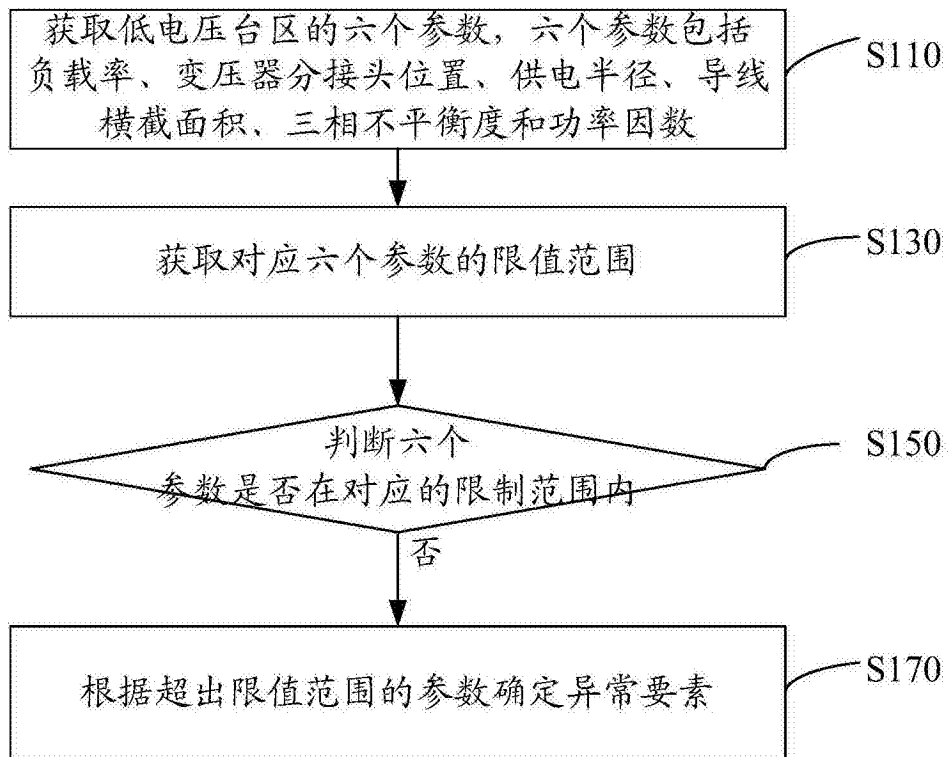 获取低电压台区的六个参数，六个参数包括
负载率、变压器分接头位置、供电半径、导线
横截面积、三相不平衡度和功率因数
S110
获取对应六个参数的限值范围
S130
判断六个
参数是否在对应的限制范围内
S150
否
根据超出限值范围的参数确定异常要素
S170